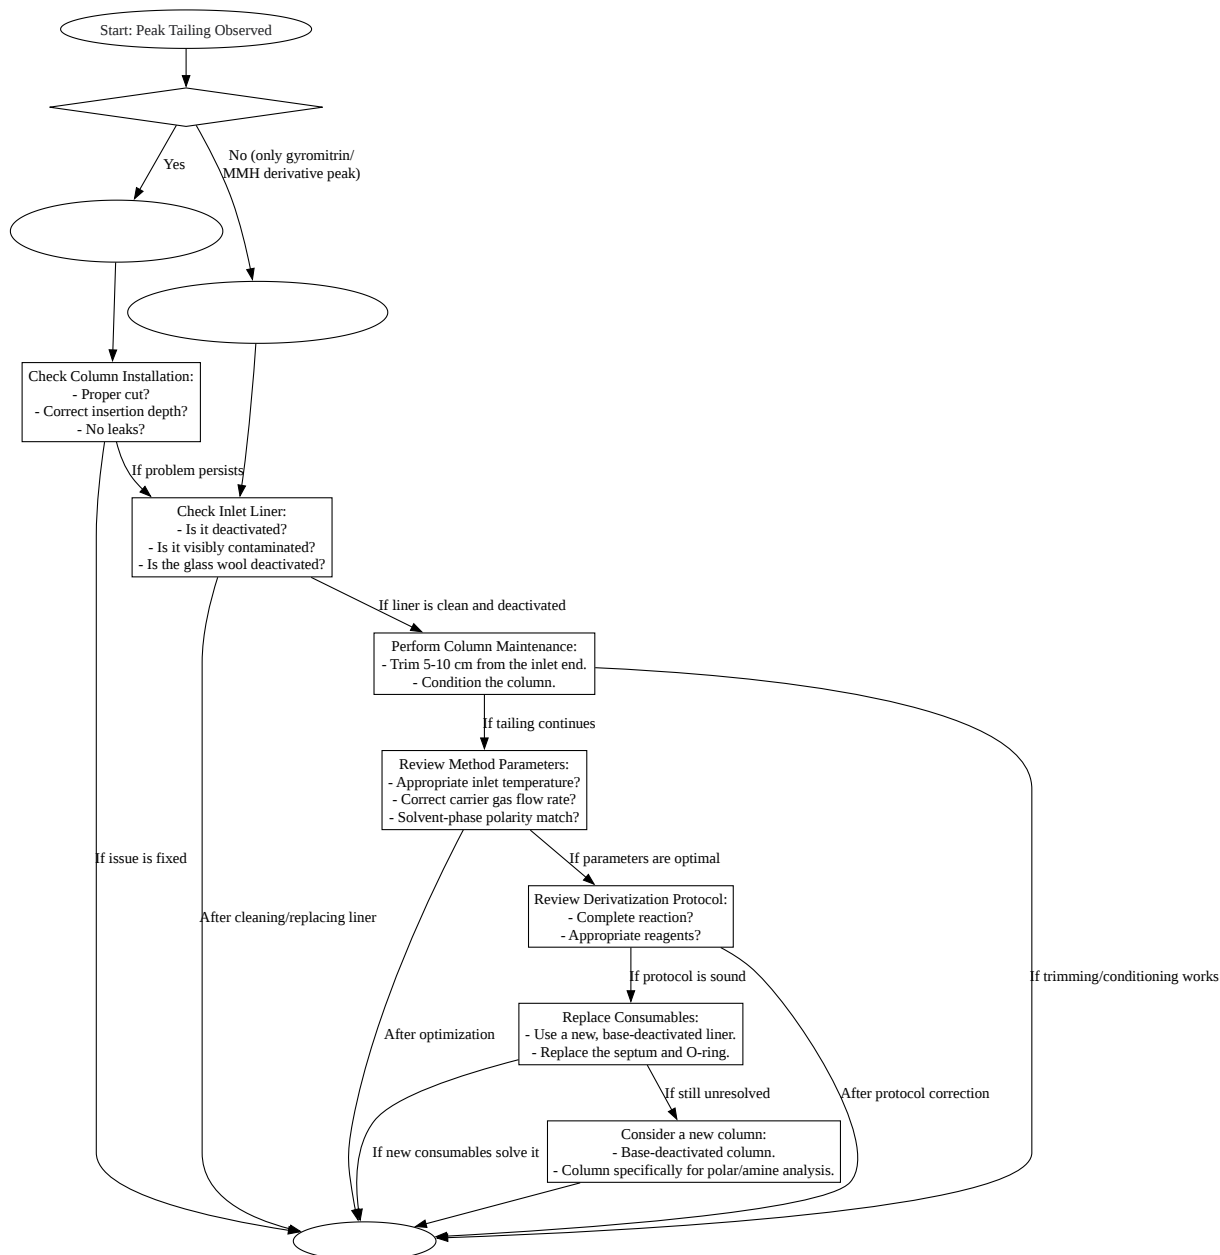 Start: Peak Tailing Observed
Yes
No (only gyromitrin/
MMH derivative peak)
Check Column Installation:
- Proper cut?
- Correct insertion depth?
- No leaks?
If problem persists
Check Inlet Liner:
- Is it deactivated?
- Is it visibly contaminated?
- Is the glass wool deactivated?
If liner is clean and deactivated
Perform Column Maintenance:
- Trim 5-10 cm from the inlet end.
- Condition the column.
If tailing continues
Review Method Parameters:
- Appropriate inlet temperature?
- Correct carrier gas flow rate?
- Solvent-phase polarity match?
If issue is fixed
If parameters are optimal
Review Derivatization Protocol:
- Complete reaction?
- Appropriate reagents?
After cleaning/replacing liner
If protocol is sound
If trimming/conditioning works
Replace Consumables:
- Use a new, base-deactivated liner.
- Replace the septum and O-ring.
After optimization
If still unresolved
After protocol correction
Consider a new column:
- Base-deactivated column.
- Column specifically for polar/amine analysis.
If new consumables solve it